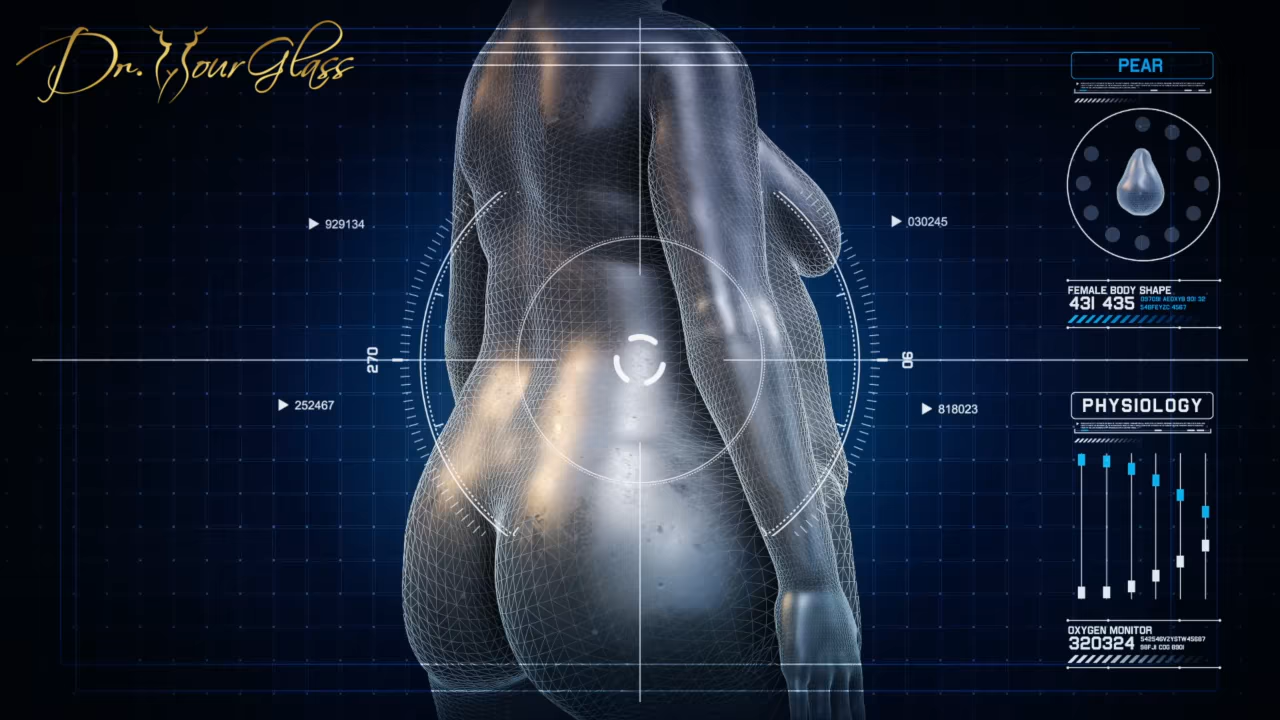 Dr. HourGlass
PEAR
929134
030245
FEMALE BODY SHAPE
431 435
270
90
252467
818023
PHYSIOLOGY
OXYGEN MONITOR
320324